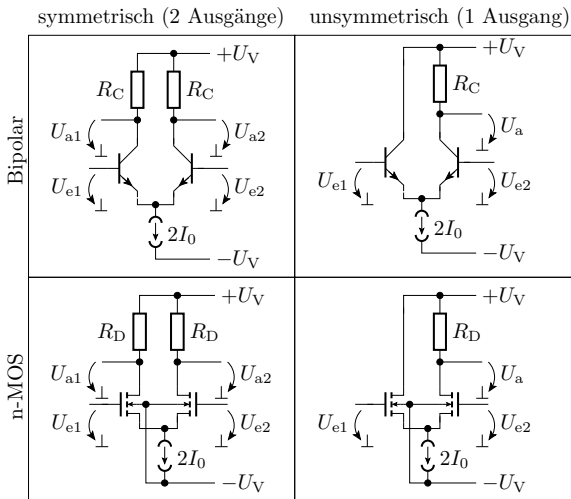 symmetrisch (2 Ausgänge) unsymmetrisch (1 Ausgang)
Bipolar
+U_V
R_C R_C
U_a1 U_a2
U_e1 U_e2
2I_0
−U_V
+U_V
R_C
U_a
U_e1 U_e2
2I_0
−U_V
n-MOS
+U_V
R_D R_D
U_a1 U_a2
U_e1 U_e2
2I_0
−U_V
+U_V
R_D
U_a
U_e1 U_e2
2I_0
−U_V